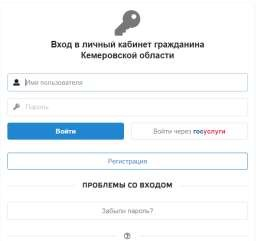 Вход в личный кабинет гражданина
Кемеровской области
Имя пользователя
Пароль
Войти
Войти через госуслуги
Регистрация
ПРОБЛЕМЫ СО ВХОДОМ
Забыли пароль?